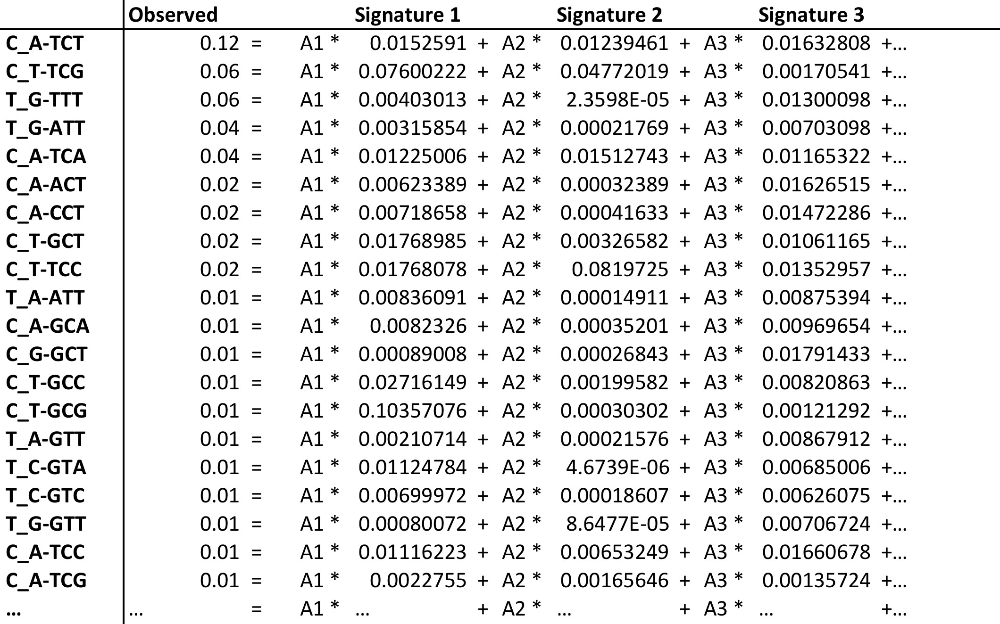 Observed Signature 1 Signature 2 Signature 3
C_A-TCT 0.12 = A1 * 0.0152591 + A2 * 0.01239461 + A3 * 0.01632808 +...
C_T-TCG 0.06 = A1 * 0.07600222 + A2 * 0.04772019 + A3 * 0.00170541 +...
T_G-TTT 0.06 = A1 * 0.00403013 + A2 * 2.3598E-05 + A3 * 0.01300098 +...
T_G-ATT 0.04 = A1 * 0.00315854 + A2 * 0.00021769 + A3 * 0.00703098 +...
C_A-TCA 0.04 = A1 * 0.01225006 + A2 * 0.01512743 + A3 * 0.01165322 +...
C_A-ACT 0.02 = A1 * 0.00623389 + A2 * 0.00032389 + A3 * 0.01626515 +...
C_A-CCT 0.02 = A1 * 0.00718658 + A2 * 0.00041633 + A3 * 0.01472286 +...
C_T-GCT 0.02 = A1 * 0.01768985 + A2 * 0.00326582 + A3 * 0.01061165 +...
C_T-TCC 0.02 = A1 * 0.01768078 + A2 * 0.0819725 + A3 * 0.01352957 +...
T_A-ATT 0.01 = A1 * 0.00836091 + A2 * 0.00014911 + A3 * 0.00875394 +...
C_A-GCA 0.01 = A1 * 0.0082326 + A2 * 0.00035201 + A3 * 0.00969654 +...
C_G-GCT 0.01 = A1 * 0.00089008 + A2 * 0.00026843 + A3 * 0.01791433 +...
C_T-GCC 0.01 = A1 * 0.02716149 + A2 * 0.00199582 + A3 * 0.00820863 +...
C_T-GCG 0.01 = A1 * 0.10357076 + A2 * 0.00030302 + A3 * 0.00121292 +...
T_A-GTT 0.01 = A1 * 0.00210714 + A2 * 0.00021576 + A3 * 0.00867912 +...
T_C-GTA 0.01 = A1 * 0.01124784 + A2 * 4.6739E-06 + A3 * 0.00685006 +...
T_C-GTC 0.01 = A1 * 0.00699972 + A2 * 0.00018607 + A3 * 0.00626075 +...
T_G-GTT 0.01 = A1 * 0.00080072 + A2 * 8.6477E-05 + A3 * 0.00706724 +...
C_A-TCC 0.01 = A1 * 0.01116223 + A2 * 0.00653249 + A3 * 0.01660678 +...
C_A-TCG 0.01 = A1 * 0.0022755 + A2 * 0.00165646 + A3 * 0.00135724 +...
... ... = A1 * ... + A2 * ... + A3 * ... +...